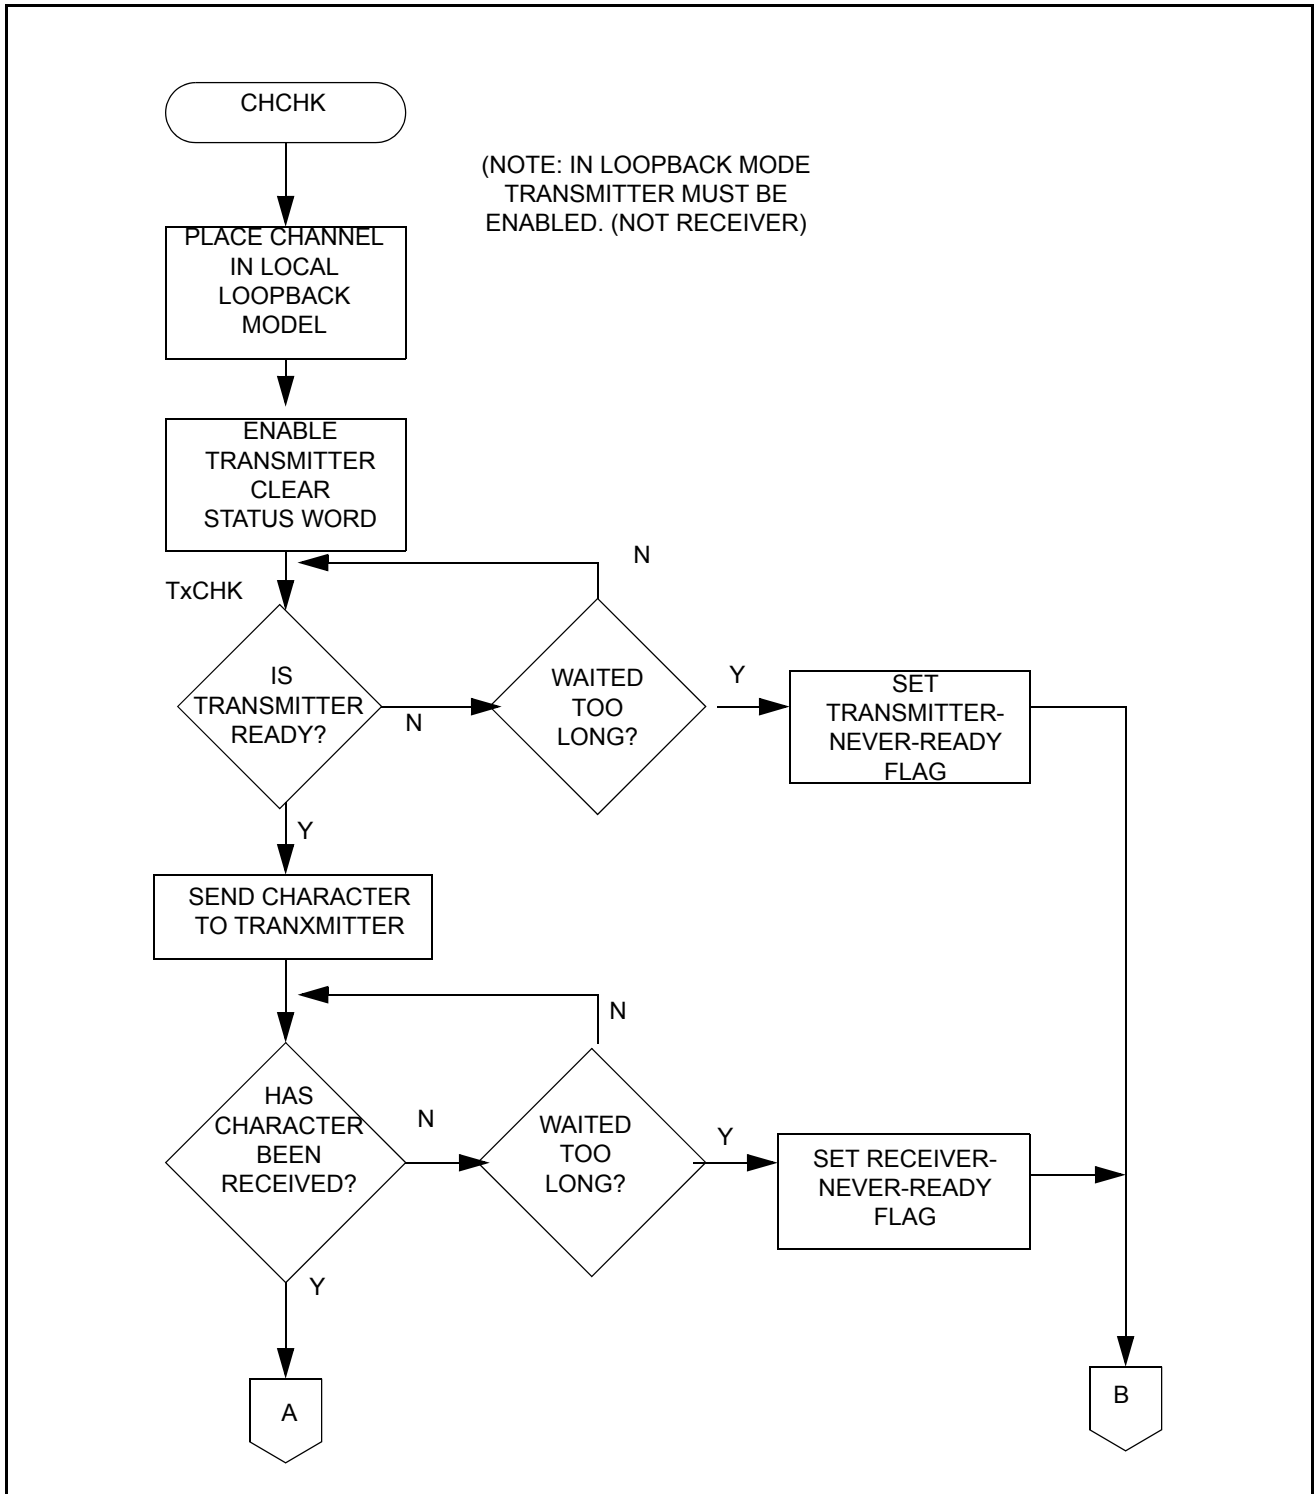 CHCHK
(NOTE: IN LOOPBACK MODE
TRANSMITTER MUST BE
ENABLED. (NOT RECEIVER)
PLACE CHANNEL
IN LOCAL
LOOPBACK
MODEL
ENABLE
TRANSMITTER
CLEAR
STATUS WORD
N
TxCHK
IS
TRANSMITTER
READY?
N
WAITED
TOO
LONG?
Y
SET
TRANSMITTER-
NEVER-READY
FLAG
Y
SEND CHARACTER
TO TRANXMITTER
N
HAS
CHARACTER
BEEN
RECEIVED?
N
WAITED
TOO
LONG?
Y
SET RECEIVER-
NEVER-READY
FLAG
Y
A
B